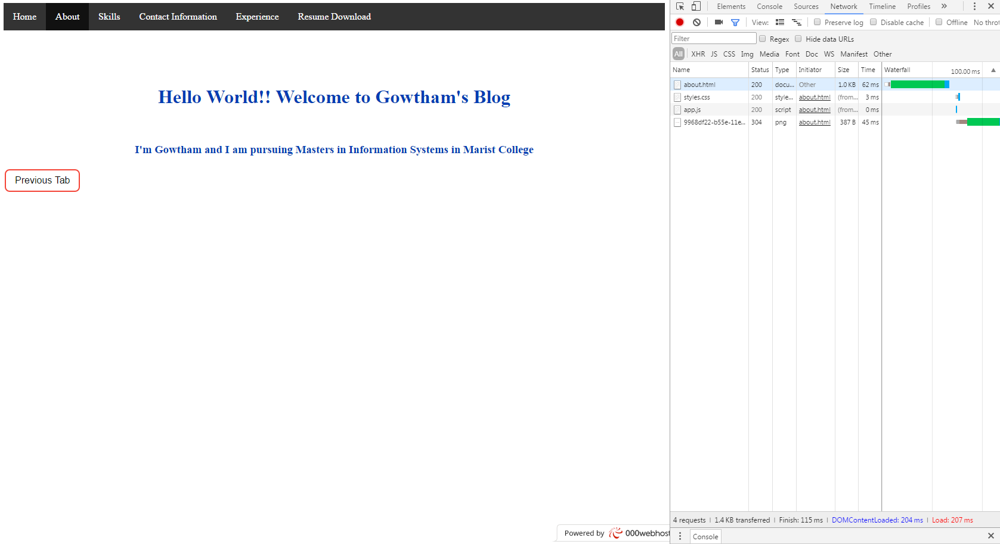 Home About Skills Contact Information Experience Resume Download
Hello World!! Welcome to Gowtham's Blog
I'm Gowtham and I am pursuing Masters in Information Systems in Marist College
Previous Tab
Powered by 000webhost
Elements Console Sources Network Timeline Profiles »
View: Preserve log Disable cache Offline No throt
Filter Regex Hide data URLs
All XHR JS CSS Img Media Font Doc WS Manifest Other
Name Status Type Initiator Size Time Waterfall 100.00 ms
about.html 200 docu... Other 1.0 KB 62 ms
styles.css 200 style... about.html (from... 3 ms
app.js 200 script about.html (from... 0 ms
9968df22-b55e-11e... 304 png about.html 387 B 45 ms
4 requests | 1.4 KB transferred | Finish: 115 ms | DOMContentLoaded: 204 ms | Load: 207 ms
Console